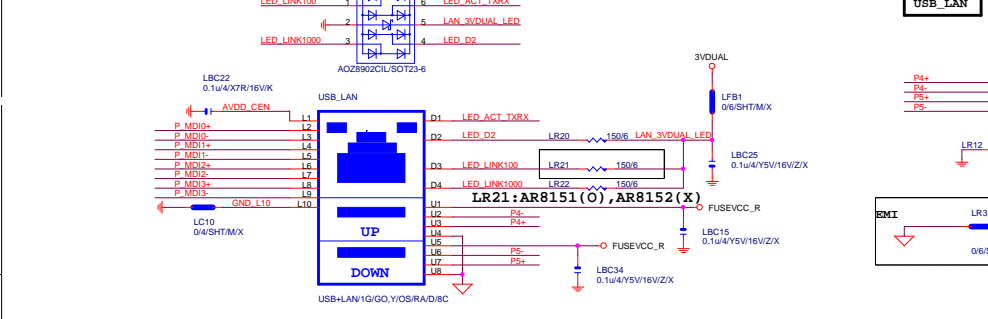 LED_LINK100 1 6 LED_ACT_TXRX
2 5 LAN_3VDUAL_LED
LED_LINK1000 3 4 LED_D2
AOZ8902CIL/SOT23-6
USB_LAN
3VDUAL
LBC22
0.1u/4/X7R/16V/K
USB_LAN
LFB1
0/6/SHT/M/X
AVDD_CEN L1
P_MDI0+ L2
P_MDI0- L3
P_MDI1+ L4
P_MDI1- L5
P_MDI2+ L6
P_MDI2- L7
P_MDI3+ L8
P_MDI3- L9
GND_L10 L10
LC10
0/4/SHT/M/X
D1 LED_ACT_TXRX
D2 LED_D2 LR20 150/6 LAN_3VDUAL_LED
D3 LED_LINK100 LR21 150/6
D4 LED_LINK1000 LR22 150/6
LR21:AR8151(O),AR8152(X)
LBC25
0.1u/4/Y5V/16V/Z/X
U1 FUSEVCC_R
U2 P4-
U3 P4+
U4
U5 FUSEVCC_R
U6 P5-
U7 P5+
U8
UP
DOWN
LBC15
0.1u/4/Y5V/16V/Z/X
LBC34
0.1u/4/Y5V/16V/Z/X
USB+LAN/1G/GO,Y/OS/RA/D/8C
P4+
P4-
P5+
P5-
LR12
EMI
LR3
0/6/S